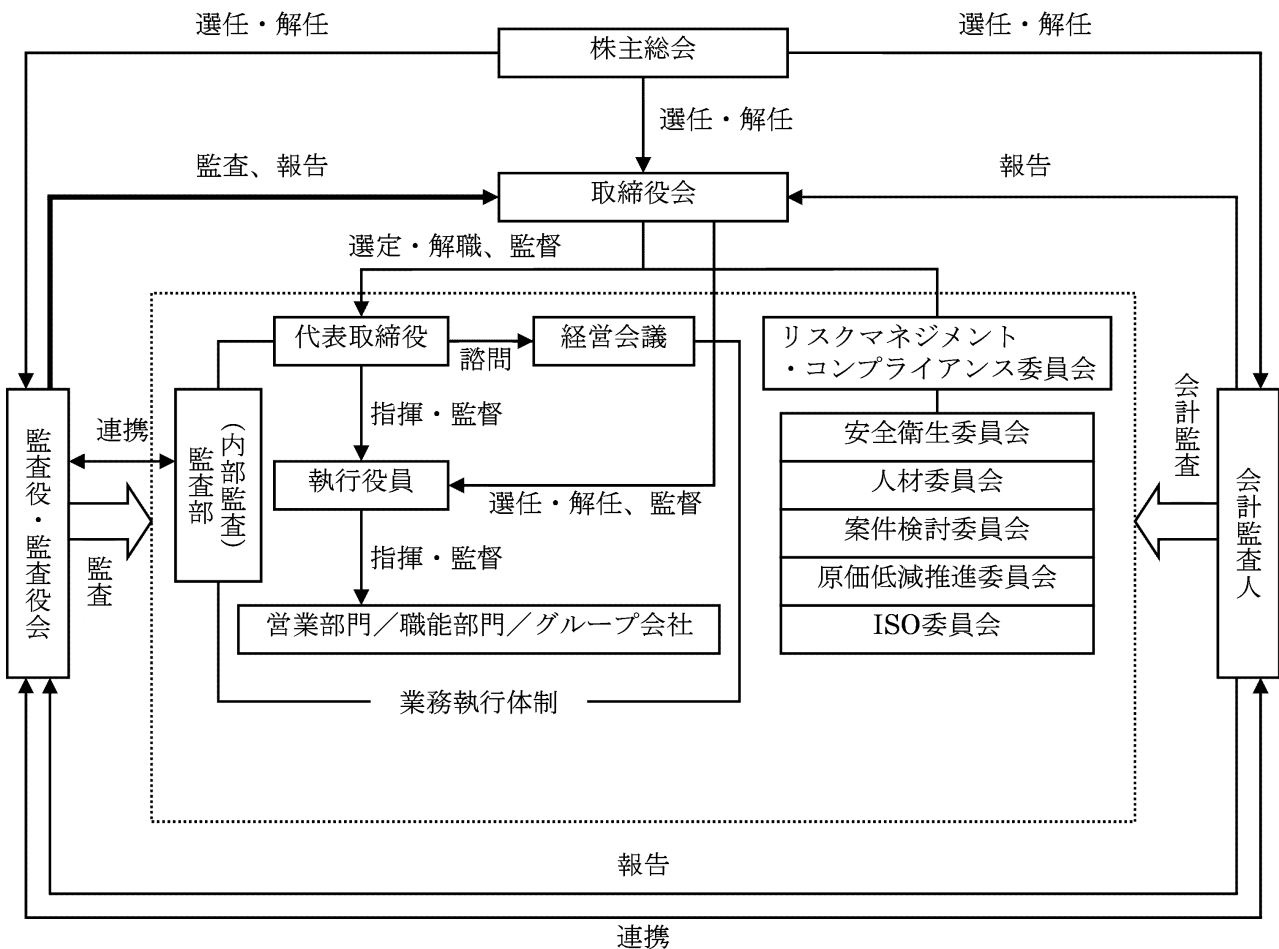 選任・解任
株主総会
選任・解任
選任・解任
監査、報告
取締役会
報告
選定・解職、監督
代表取締役
諮問
経営会議
リスクマネジメント
・コンプライアンス委員会
指揮・監督
連携
監査部
(内部監査)
執行役員
選任・解任、監督
安全衛生委員会
人材委員会
案件検討委員会
原価低減推進委員会
ISO委員会
会計監査
監査役・監査役会
監査
会計監査人
指揮・監督
営業部門／職能部門／グループ会社
業務執行体制
報告
連携